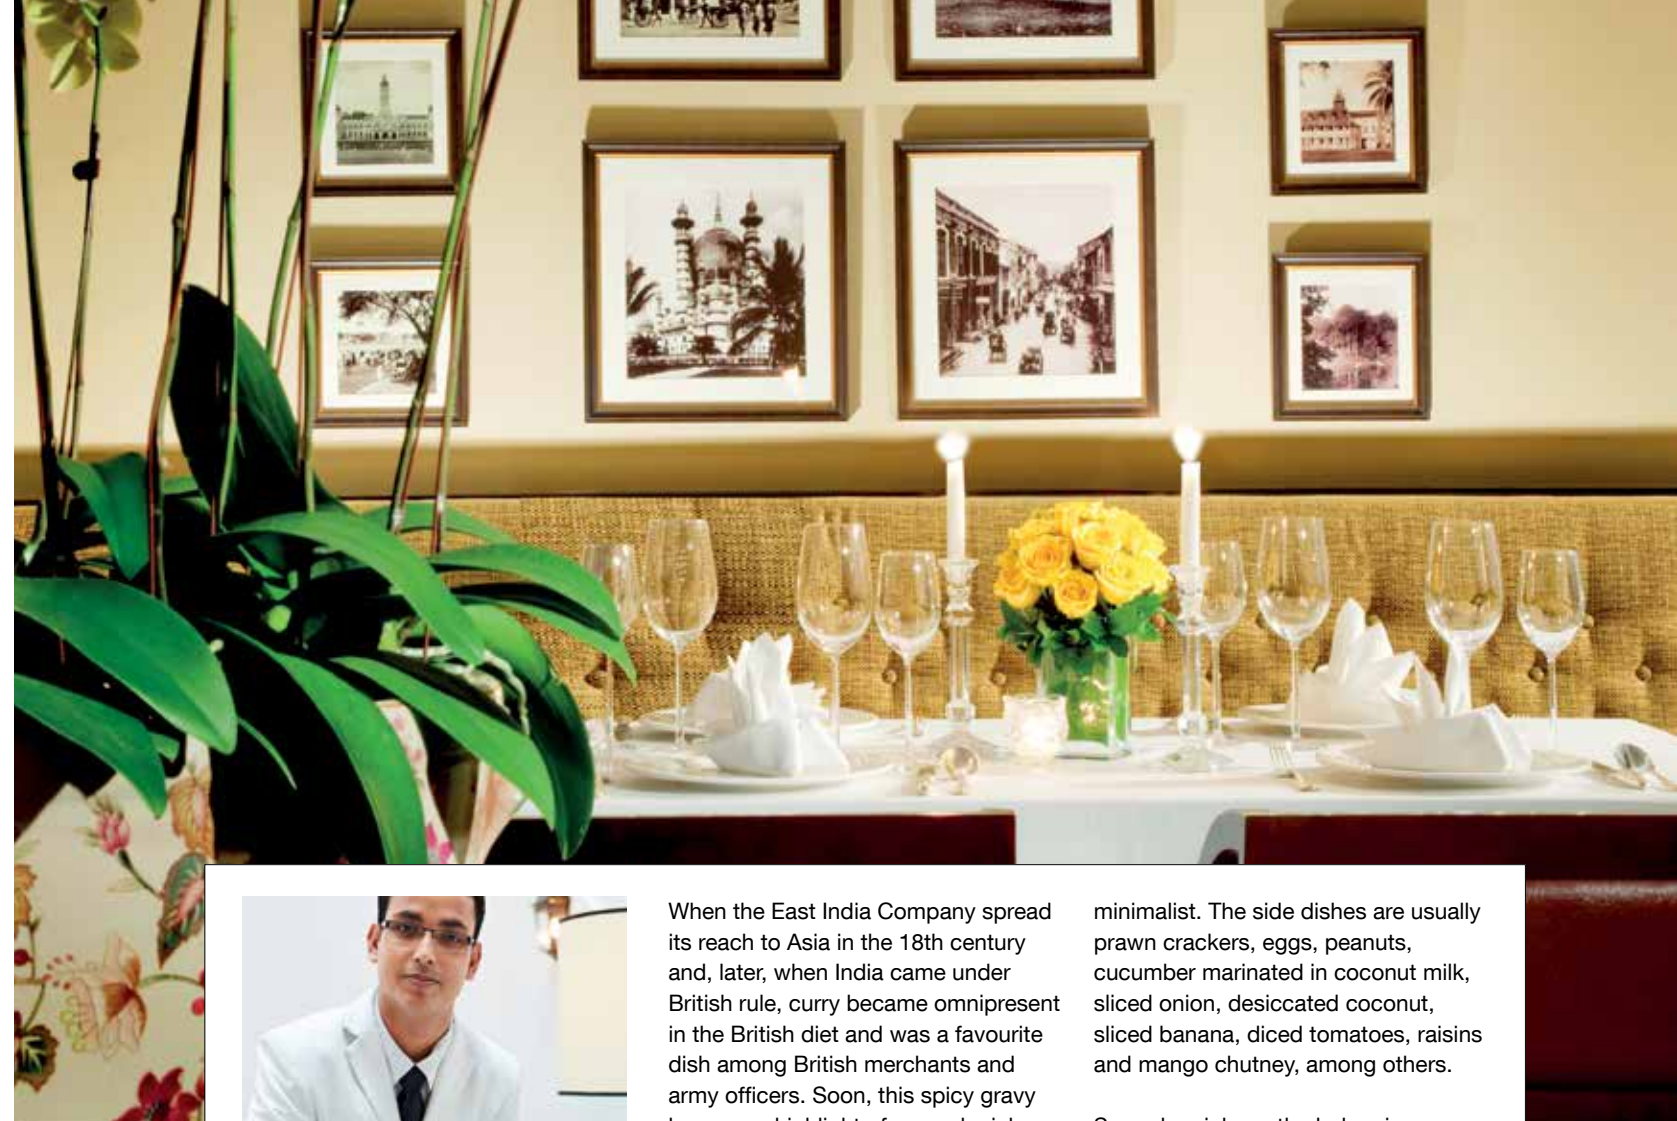 When the East India Company spread
its reach to Asia in the 18th century
and, later, when India came under
British rule, curry became omnipresent
in the British diet and was a favourite
dish among British merchants and
army officers. Soon, this spicy gravy
minimalist. The side dishes are usually
prawn crackers, eggs, peanuts,
cucumber marinated in coconut milk,
sliced onion, desiccated coconut,
sliced banana, diced tomatoes, raisins
and mango chutney, among others.